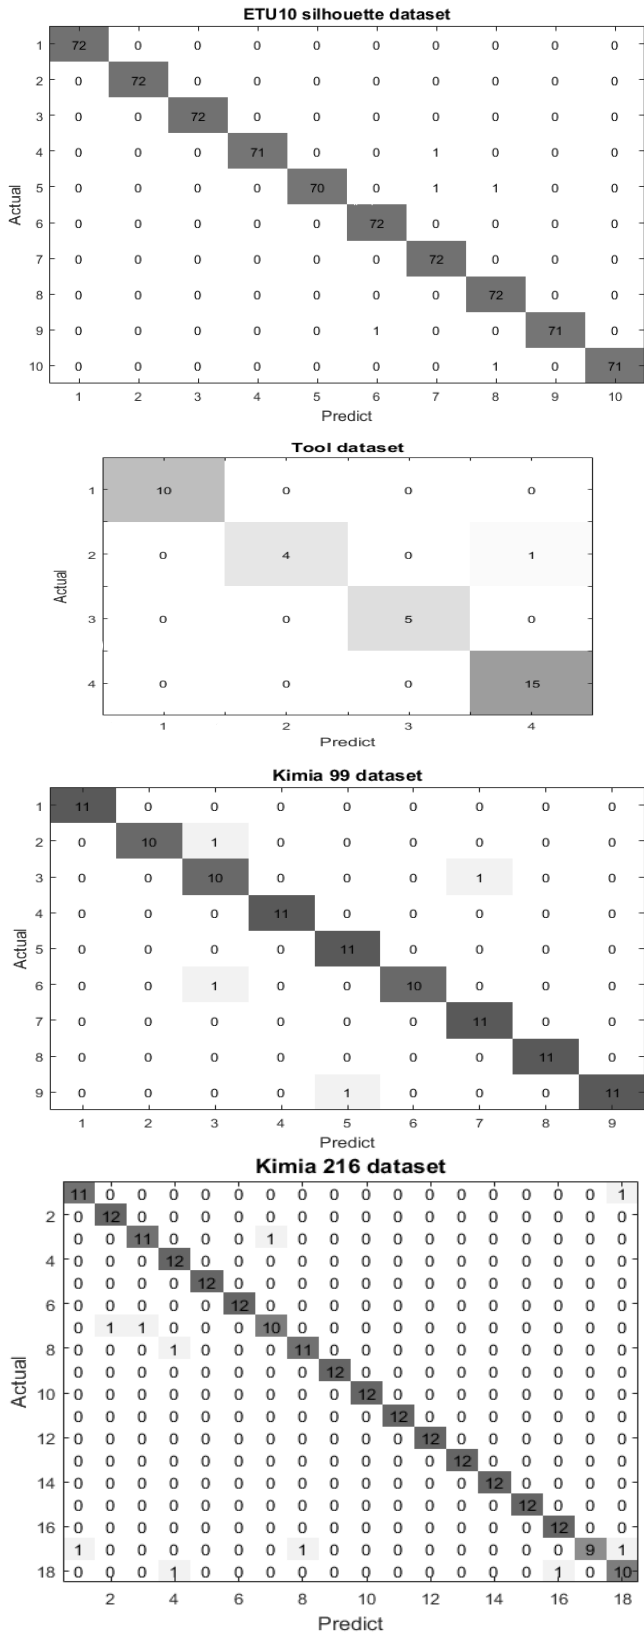 ETU10 silhouette dataset
1 72 0 0 0 0 0 0 0 0 0
2 0 72 0 0 0 0 0 0 0 0
3 0 0 72 0 0 0 0 0 0 0
4 0 0 0 71 0 0 1 0 0 0
5 0 0 0 0 70 0 1 1 0 0
6 0 0 0 0 0 72 0 0 0 0
7 0 0 0 0 0 0 72 0 0 0
8 0 0 0 0 0 0 0 72 0 0
9 0 0 0 0 0 1 0 0 71 0
10 0 0 0 0 0 0 0 1 0 71
1 2 3 4 5 6 7 8 9 10
Actual
Predict
Tool dataset
1 10 0 0 0
2 0 4 0 1
3 0 0 5 0
4 0 0 0 15
1 2 3 4
Actual
Predict
Kimia 99 dataset
1 11 0 0 0 0 0 0 0 0
2 0 10 1 0 0 0 0 0 0
3 0 0 10 0 0 0 1 0 0
4 0 0 0 11 0 0 0 0 0
5 0 0 0 0 11 0 0 0 0
6 0 0 1 0 0 10 0 0 0
7 0 0 0 0 0 0 11 0 0
8 0 0 0 0 0 0 0 11 0
9 0 0 0 0 1 0 0 0 11
1 2 3 4 5 6 7 8 9
Actual
Predict
Kimia 216 dataset
11 0 0 0 0 0 0 0 0 0 0 0 0 0 0 0 0 1
2 0 12 0 0 0 0 0 0 0 0 0 0 0 0 0 0 0 0
0 0 11 0 0 0 1 0 0 0 0 0 0 0 0 0 0 0
4 0 0 0 12 0 0 0 0 0 0 0 0 0 0 0 0 0 0
0 0 0 0 12 0 0 0 0 0 0 0 0 0 0 0 0 0
6 0 0 0 0 0 12 0 0 0 0 0 0 0 0 0 0 0 0
0 1 1 0 0 0 10 0 0 0 0 0 0 0 0 0 0 0
8 0 0 0 1 0 0 0 11 0 0 0 0 0 0 0 0 0 0
0 0 0 0 0 0 0 0 12 0 0 0 0 0 0 0 0 0
10 0 0 0 0 0 0 0 0 0 12 0 0 0 0 0 0 0 0
0 0 0 0 0 0 0 0 0 0 12 0 0 0 0 0 0 0
12 0 0 0 0 0 0 0 0 0 0 0 12 0 0 0 0 0 0
0 0 0 0 0 0 0 0 0 0 0 0 12 0 0 0 0 0
14 0 0 0 0 0 0 0 0 0 0 0 0 0 12 0 0 0 0
0 0 0 0 0 0 0 0 0 0 0 0 0 0 12 0 0 0
16 0 0 0 0 0 0 0 0 0 0 0 0 0 0 0 12 0 0
1 0 0 0 0 0 0 1 0 0 0 0 0 0 0 0 9 1
18 0 0 0 1 0 0 0 0 0 0 0 0 0 0 0 1 0 10
2 4 6 8 10 12 14 16 18
Actual
Predict